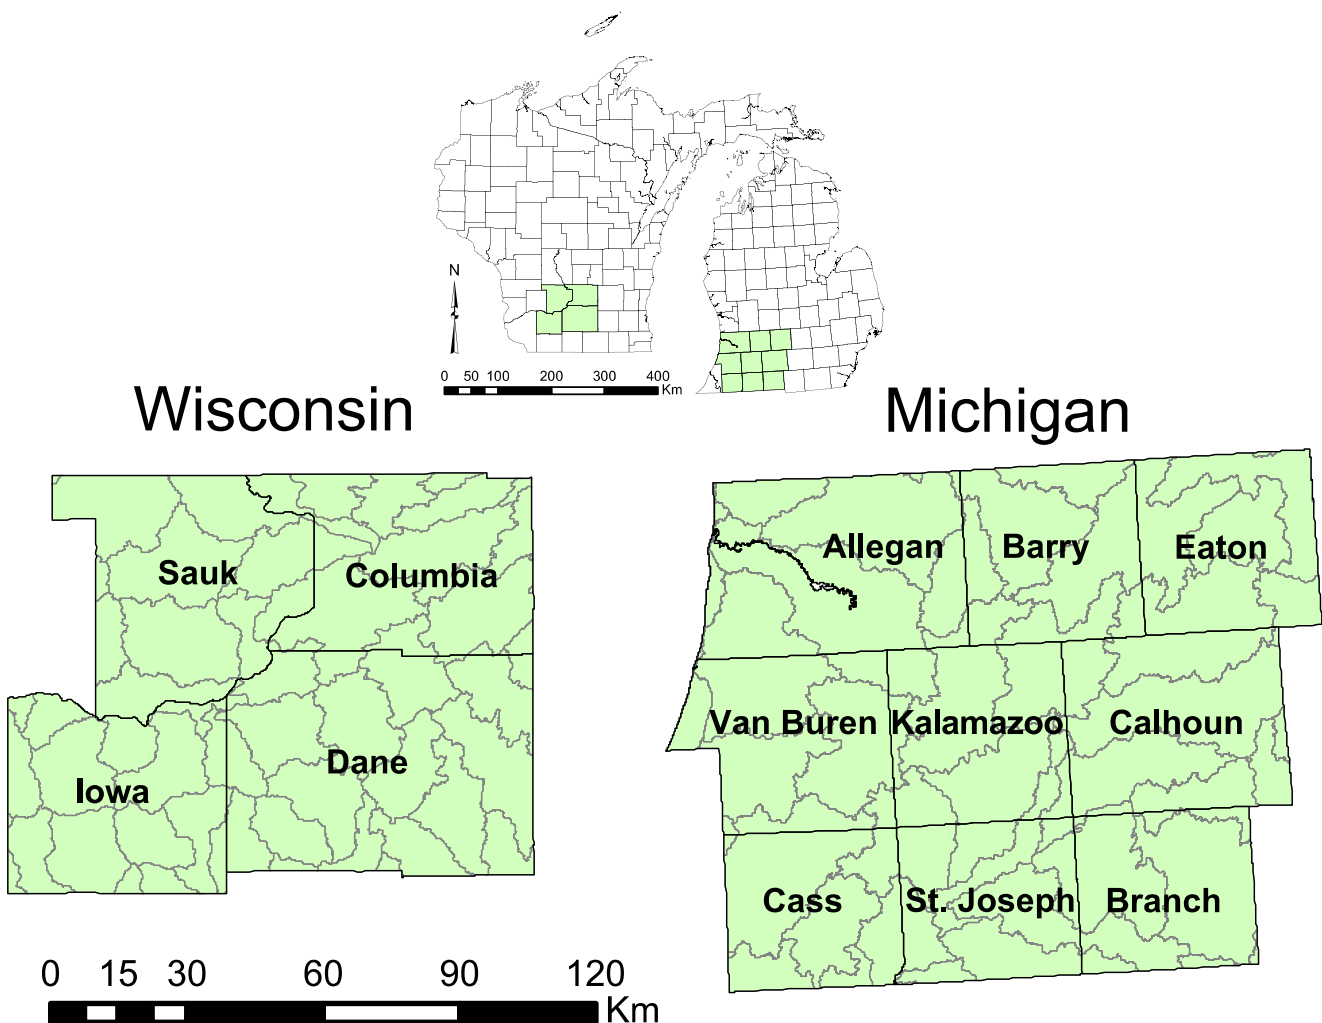 N
0 50 100 200 300 400
Km
Wisconsin
Michigan
Allegan
Barry
Eaton
Sauk
Columbia
Van Buren
Kalamazoo
Calhoun
Dane
Iowa
Cass
St. Joseph
Branch
0 15 30 60 90 120
Km